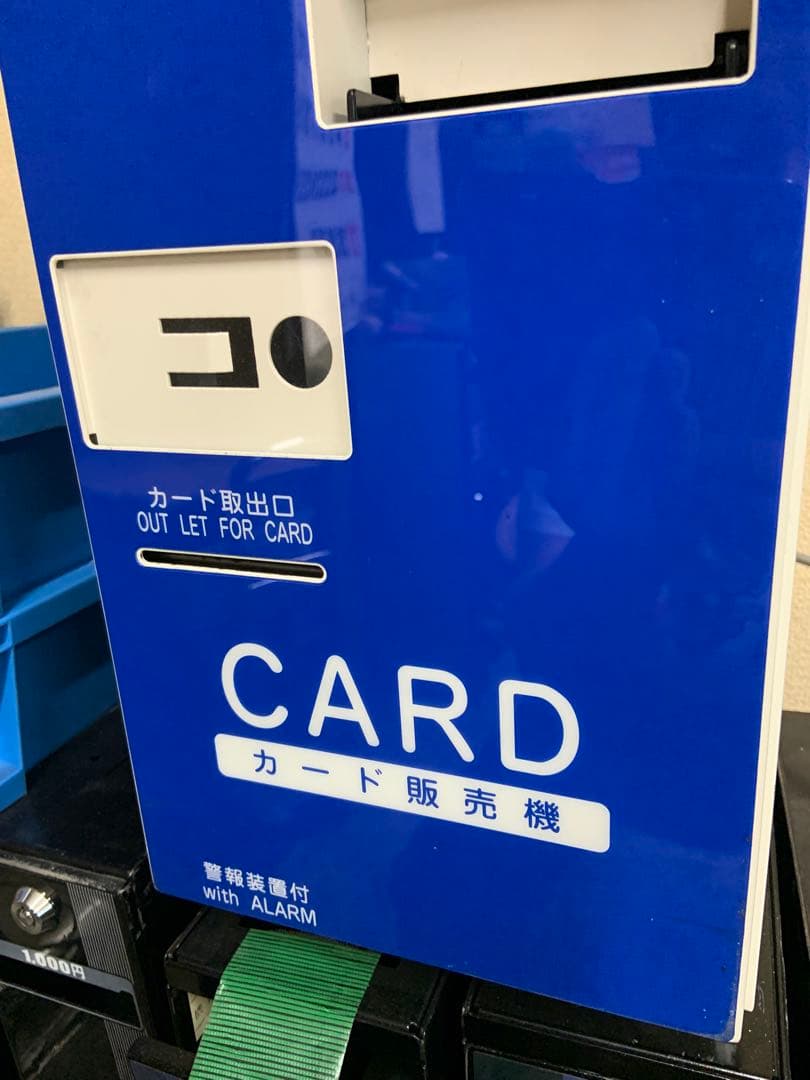 カード取出口
OUT LET FOR CARD
CARD
カード販売機
警報装置付
with ALARM
1,000円